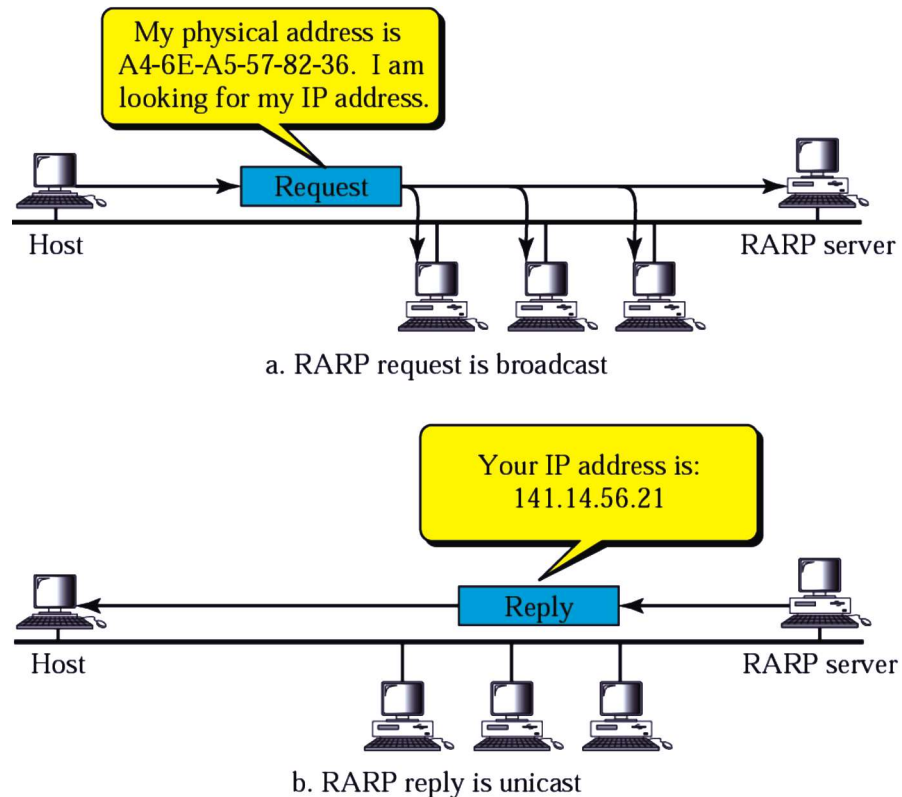 My physical address is
A4-6E-A5-57-82-36. I am
looking for my IP address.
Request
Host
RARP server
a. RARP request is broadcast
Your IP address is:
141.14.56.21
Reply
Host
RARP server
b. RARP reply is unicast